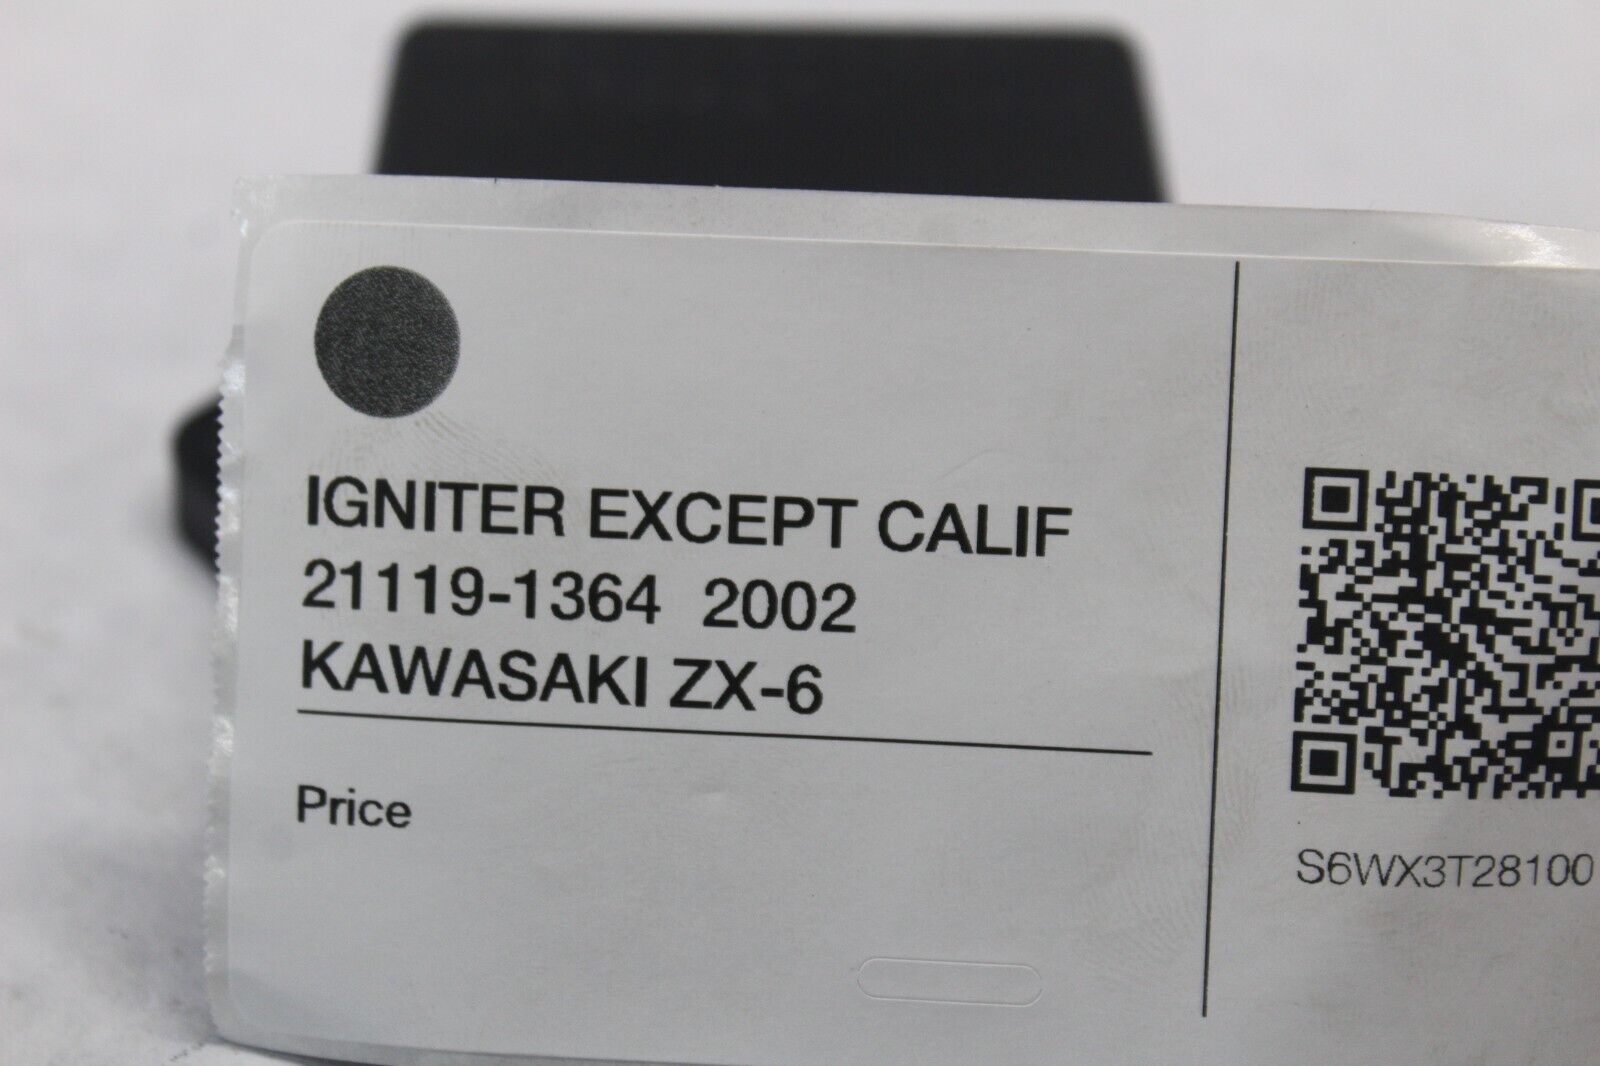 IGNITER EXCEPT CALIF
21119-1364 2002
KAWASAKI ZX-6
Price
S6WX3T28100